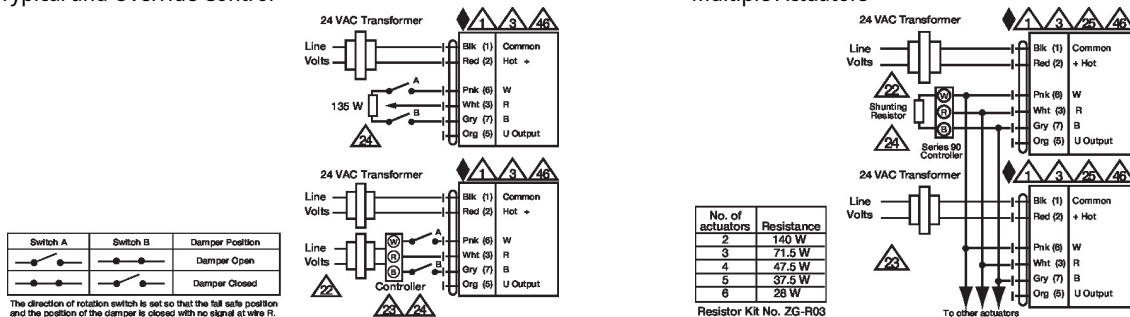 Typical and Override Control
24 VAC Transformer
1 3 46
Line
Volts
Blk (1) Common
Red (2) Hot +
A
Pnk (6) W
135 W
Wht (3) R
B
Gry (7) B
Org (5) U Output
24
24 VAC Transformer
1 3 46
Line
Volts
Blk (1) Common
Red (2) Hot +
A
Line
Volts
W Pnk (6) W
R Wht (3) R
B B Gry (7) B
Org (5) U Output
Controller
22
23 24
Switch A Switch B Damper Position
Damper Open
Damper Closed
The direction of rotation switch is set so that the fail safe position
and the position of the damper is closed with no signal at wire R.
Multiple Actuators
24 VAC Transformer
1 3 25 46
Line
Volts
Blk (1) Common
Red (2) + Hot
22
Shunting
Resistor
W Pnk (6) W
R Wht (3) R
B Gry (7) B
Org (5) U Output
24
Series 90
Controller
24 VAC Transformer
1 3 25 46
Line
Volts
Blk (1) Common
Red (2) + Hot
Pnk (6) W
23
Wht (3) R
Gry (7) B
Org (5) U Output
To other actuators
No. of
actuators Resistance
2 140 W
3 71.5 W
4 47.5 W
5 37.5 W
6 28 W
Resistor Kit No. ZG-R03